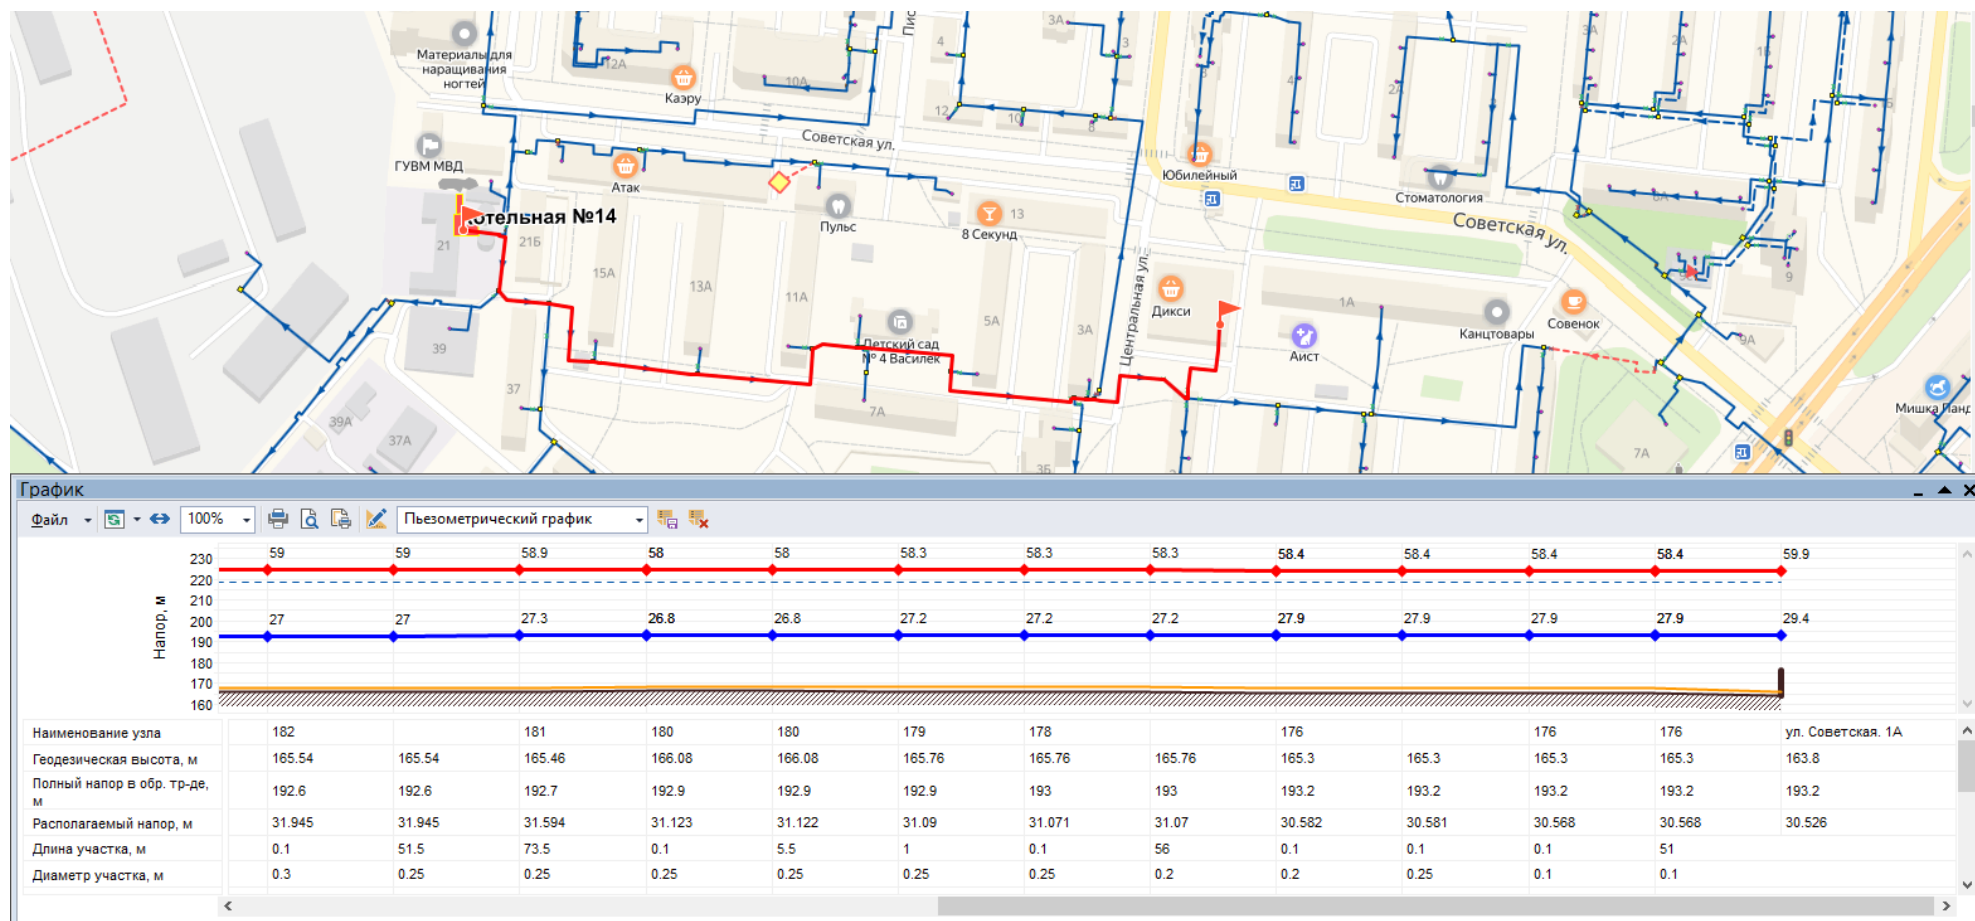 Материалы для
наращивания
ногтей
12А
Каэру
10А
Пис
4
3А
3
12
10
8
Советская ул.
ГУВМ МВД
Атак
Котельная №14
21
21Б
15А
13А
11А
Пульс
13
8 Секунд
Детский сад
№ 4 Василек
5А
3А
7А
3Б
39
37
39А
37А
Центральная ул.
Дикси
Юбилейный
4
2А
Стоматология
Советская ул.
1А
Аист
Канцтовары
Совенок
3А
2А
1Б
6А
9
9А
7А
Мишка Панд
График
Файл
100%
Пьезометрический график
Напор, м
230
220
210
200
190
180
170
160
59 59 58.9 58 58 58.3 58.3 58.3 58.4 58.4 58.4 58.4 59.9
27 27 27.3 26.8 26.8 27.2 27.2 27.2 27.9 27.9 27.9 27.9 29.4
Наименование узла 182 181 180 180 179 178 176 176 176 ул. Советская. 1А
Геодезическая высота, м 165.54 165.54 165.46 166.08 166.08 165.76 165.76 165.76 165.3 165.3 165.3 165.3 163.8
Полный напор в обр. тр-де,
м 192.6 192.6 192.7 192.9 192.9 192.9 193 193 193.2 193.2 193.2 193.2 193.2
Располагаемый напор, м 31.945 31.945 31.594 31.123 31.122 31.09 31.071 31.07 30.582 30.581 30.568 30.568 30.526
Длина участка, м 0.1 51.5 73.5 0.1 5.5 1 0.1 56 0.1 0.1 0.1 51
Диаметр участка, м 0.3 0.25 0.25 0.25 0.25 0.25 0.25 0.2 0.2 0.25 0.1 0.1